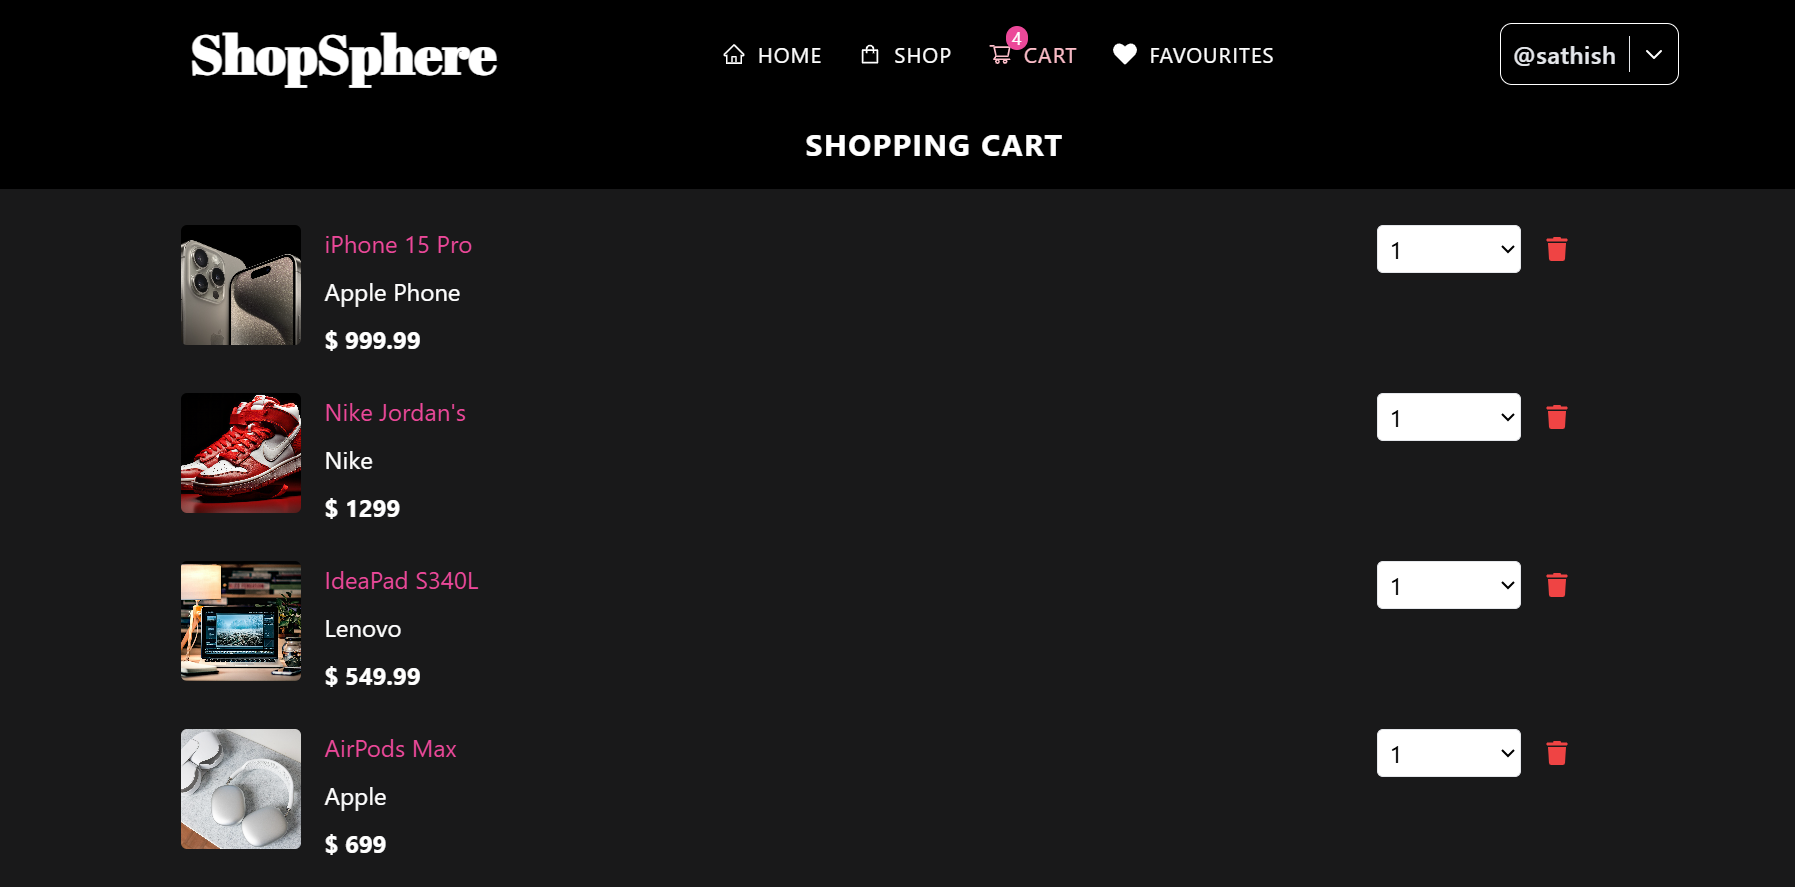 ShopSphere
HOME
SHOP
4
CART
FAVOURITES
@sathish
SHOPPING CART
iPhone 15 Pro
Apple Phone
$ 999.99
1
Nike Jordan's
Nike
$ 1299
1
IdeaPad S340L
Lenovo
$ 549.99
1
AirPods Max
Apple
$ 699
1